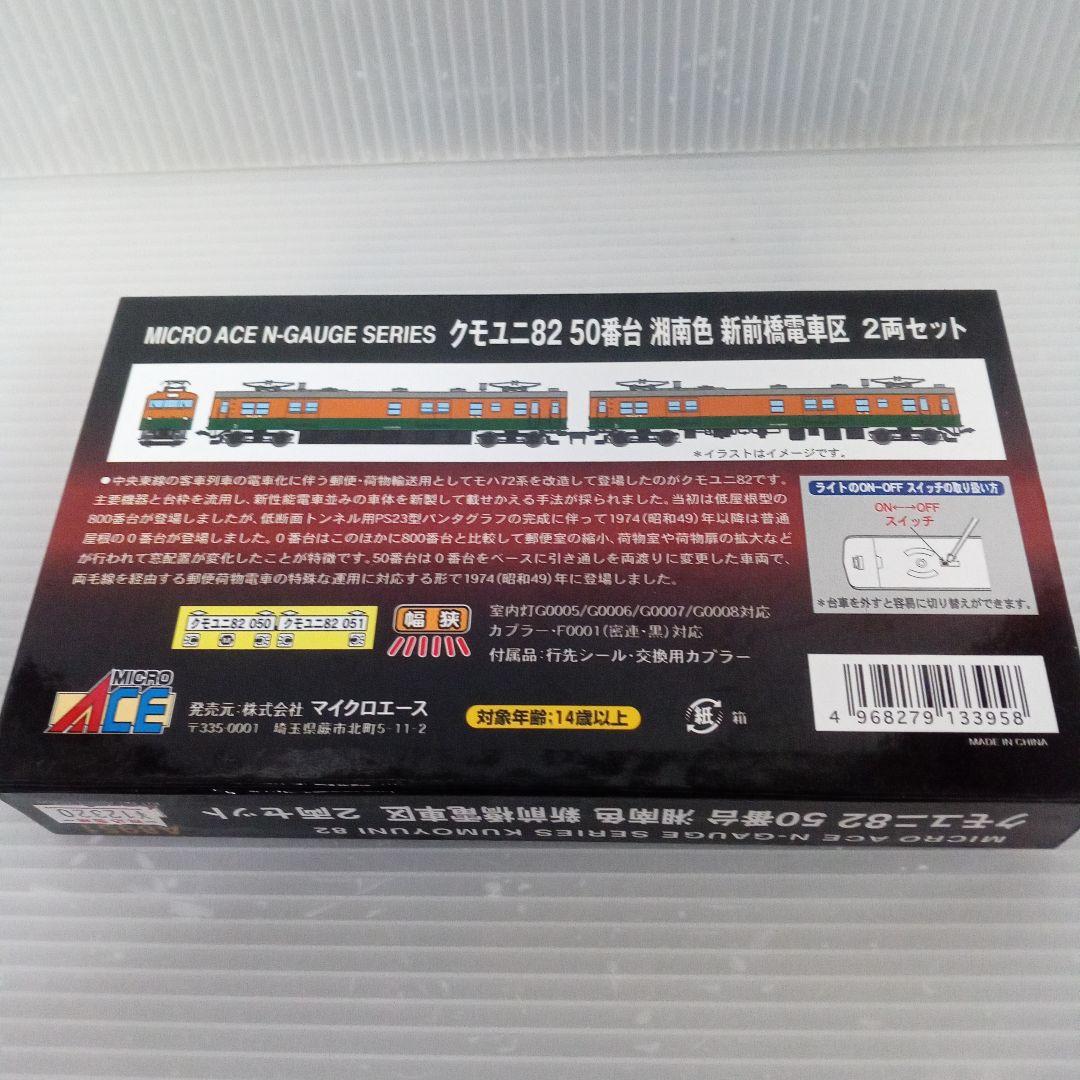 MICRO ACE N-GAUGE SERIES クモユニ82 50番台 湘南色 新前橋電車区 2両セット
＊イラストはイメージです。
●中央東線の客車列車の電車化に伴う郵便・荷物輸送用としてモハ72系を改造して登場したのがクモユニ82です。
主要機器と台枠を流用し、新性能電車並みの車体を新製して載せかえる手法が採られました。当初は低屋根型の
800番台が登場しましたが、低断面トンネル用PS23型パンタグラフの完成に伴って1974(昭和49)年以降は普通
屋根の0番台が登場しました。0番台はこのほかに800番台と比較して郵便室の縮小、荷物室や荷物扉の拡大など
が行われて窓配置が変化したことが特徴です。50番台は0番台をベースに引き通しを両渡りに変更した車両で、
両毛線を経由する郵便荷物電車の特殊な運用に対応する形で1974(昭和49)年に登場しました。
ライトのON-OFF スイッチの取り扱い方
ON←→OFF
スイッチ
＊台車を外すと容易に切り替えができます。
クモユニ82 050 クモユニ82 051
幅狭
室内灯G0005/G0006/G0007/G0008対応
カプラー・F0001(密連・黒)対応
付属品:行先シール・交換用カプラー
MICRO ACE
発売元:株式会社 マイクロエース
〒335-0001 埼玉県蕨市北町5-11-2
対象年齢;14歳以上
紙 箱
4 968279 133958
MADE IN CHINA
MICRO ACE N-GAUGE SERIES KUMOYUNI 82
クモユニ82 50番台 湘南色 新前橋電車区 2両セット